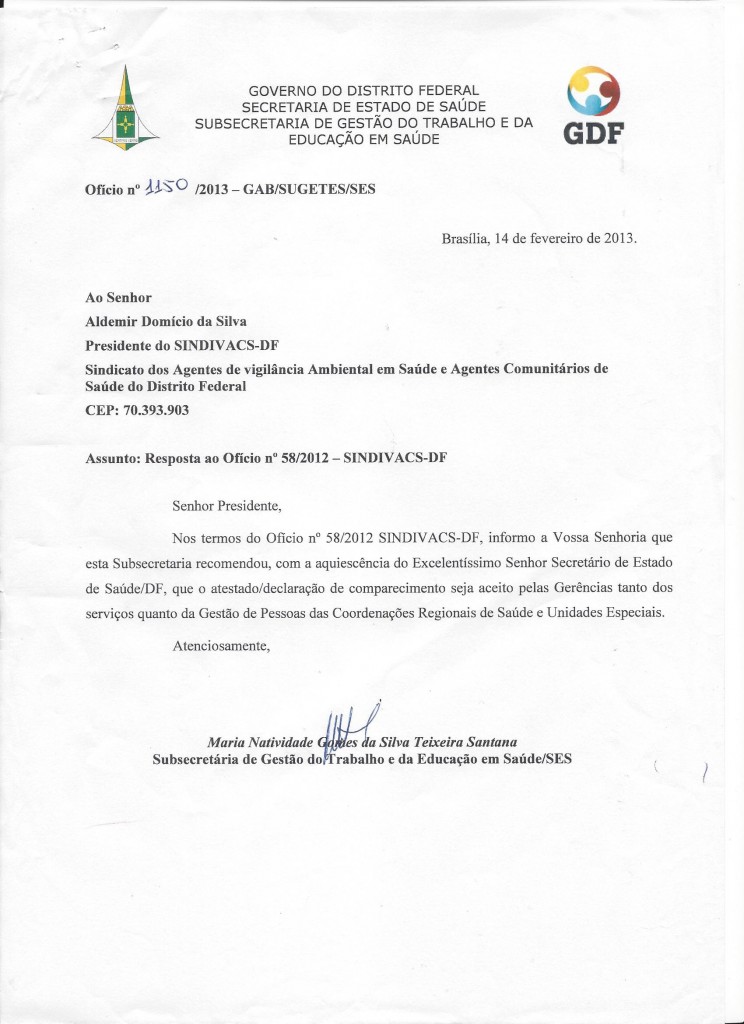 GOVERNO DO DISTRITO FEDERAL
SECRETARIA DE ESTADO DE SAÚDE
SUBSECRETARIA DE GESTÃO DO TRABALHO E DA
EDUCAÇÃO EM SAÚDE
GDF
Ofício nº 1150 /2013 – GAB/SUGETES/SES
Brasília, 14 de fevereiro de 2013.
Ao Senhor
Aldemir Domício da Silva
Presidente do SINDIVACS-DF
Sindicato dos Agentes de vigilância Ambiental em Saúde e Agentes Comunitários de
Saúde do Distrito Federal
CEP: 70.393.903
Assunto: Resposta ao Ofício nº 58/2012 – SINDIVACS-DF
Senhor Presidente,
Nos termos do Ofício nº 58/2012 SINDIVACS-DF, informo a Vossa Senhoria que
esta Subsecretaria recomendou, com a aquiescência do Excelentíssimo Senhor Secretário de Estado
de Saúde/DF, que o atestado/declaração de comparecimento seja aceito pelas Gerências tanto dos
serviços quanto da Gestão de Pessoas das Coordenações Regionais de Saúde e Unidades Especiais.
Atenciosamente,
Maria Natividade Gomes da Silva Teixeira Santana
Subsecretária de Gestão do Trabalho e da Educação em Saúde/SES